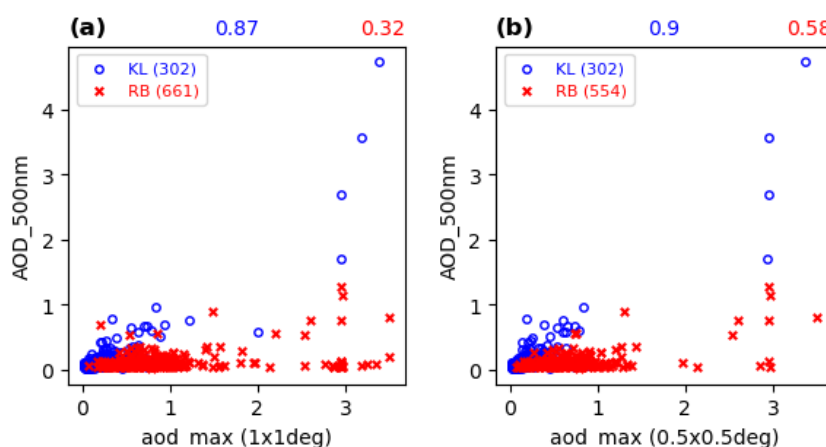 (a) 0.87 0.32
KL (302)
RB (661)
AOD_500nm
4
3
2
1
0
0 1 2 3
aod_max (1x1deg)
(b) 0.9 0.58
KL (302)
RB (554)
AOD_500nm
4
3
2
1
0
0 1 2 3
aod_max (0.5x0.5deg)